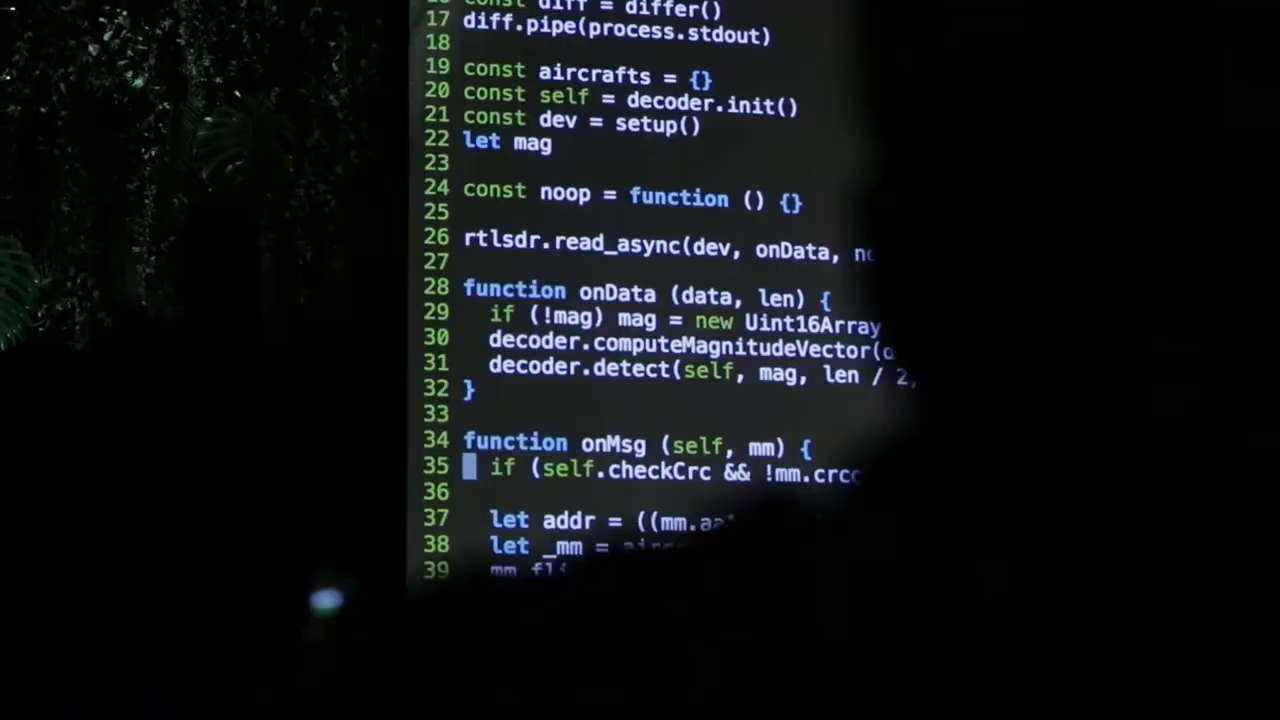 16 const diff = differ()
17 diff.pipe(process.stdout)
18
19 const aircrafts = {}
20 const self = decoder.init()
21 const dev = setup()
22 let mag
23
24 const noop = function () {}
25
26 rtlsdr.read_async(dev, onData,
27
28 function onData (data, len) {
29 if (!mag) mag = new Uint16Array
30 decoder.computeMagnitudeVector(
31 decoder.detect(self, mag, len / 2,
32 }
33
34 function onMsg (self, mm) {
35 if (self.checkCrc && !mm.crc
36
37 let addr = ((mm.aa
38 let _mm = airc
39 mm